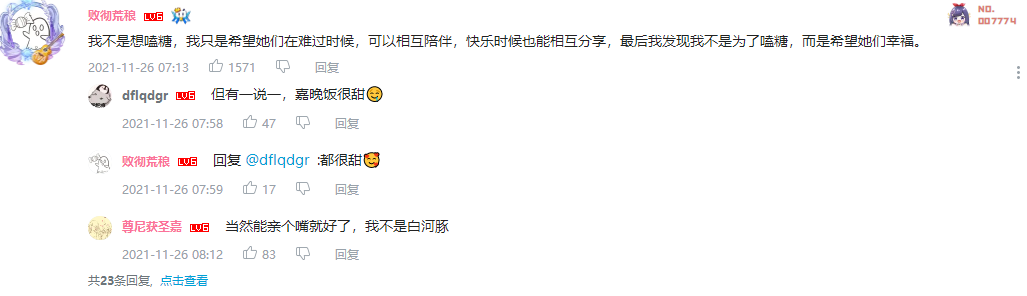 败彻荒稂 LV6
NO.
007774
我不是想嗑糖，我只是希望她们在难过时候，可以相互陪伴，快乐时候也能相互分享，最后我发现我不是为了嗑糖，而是希望她们幸福。
2021-11-26 07:13 1571 回复
dflqdgr LV6 但有一说一，嘉晚饭很甜🤤
2021-11-26 07:58 47 回复
败彻荒稂 LV6 回复 @dflqdgr :都很甜🥰
2021-11-26 07:59 17 回复
尊尼获圣嘉 LV6 当然能亲个嘴就好了，我不是白河豚
2021-11-26 08:12 83 回复
共23条回复, 点击查看